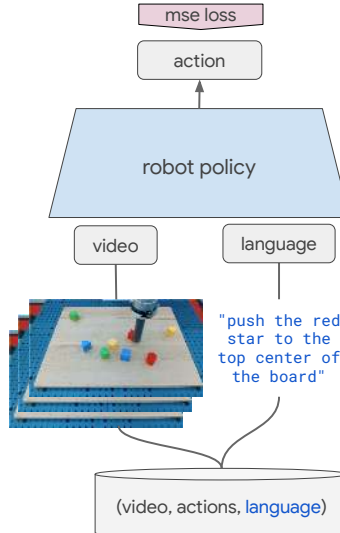 mse loss
action
robot policy
video
language
"push the red
star to the
top center of
the board"
(video, actions, language)